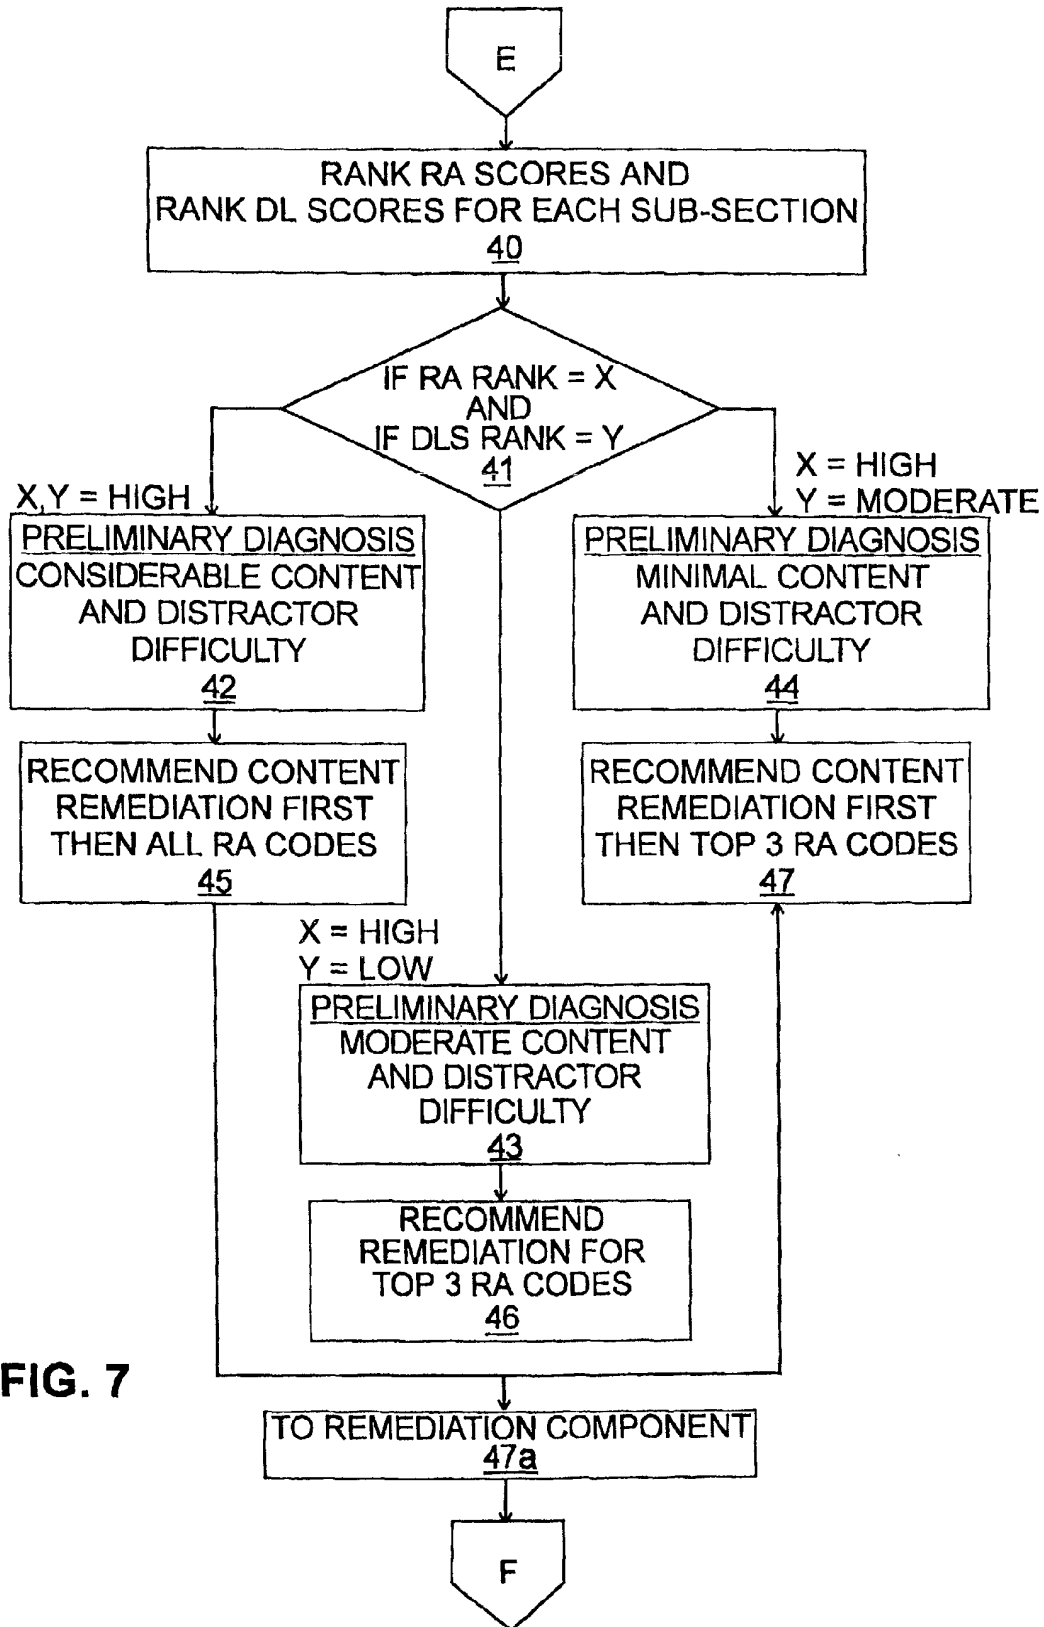 E
RANK RA SCORES AND
RANK DL SCORES FOR EACH SUB-SECTION
40
IF RA RANK = X
AND
IF DLS RANK = Y
41
X,Y = HIGH
PRELIMINARY DIAGNOSIS
CONSIDERABLE CONTENT
AND DISTRACTOR
DIFFICULTY
42
X = HIGH
Y = MODERATE
PRELIMINARY DIAGNOSIS
MINIMAL CONTENT
AND DISTRACTOR
DIFFICULTY
44
RECOMMEND CONTENT
REMEDIATION FIRST
THEN ALL RA CODES
45
RECOMMEND CONTENT
REMEDIATION FIRST
THEN TOP 3 RA CODES
47
X = HIGH
Y = LOW
PRELIMINARY DIAGNOSIS
MODERATE CONTENT
AND DISTRACTOR
DIFFICULTY
43
RECOMMEND
REMEDIATION FOR
TOP 3 RA CODES
46
FIG. 7
TO REMEDIATION COMPONENT
47a
F